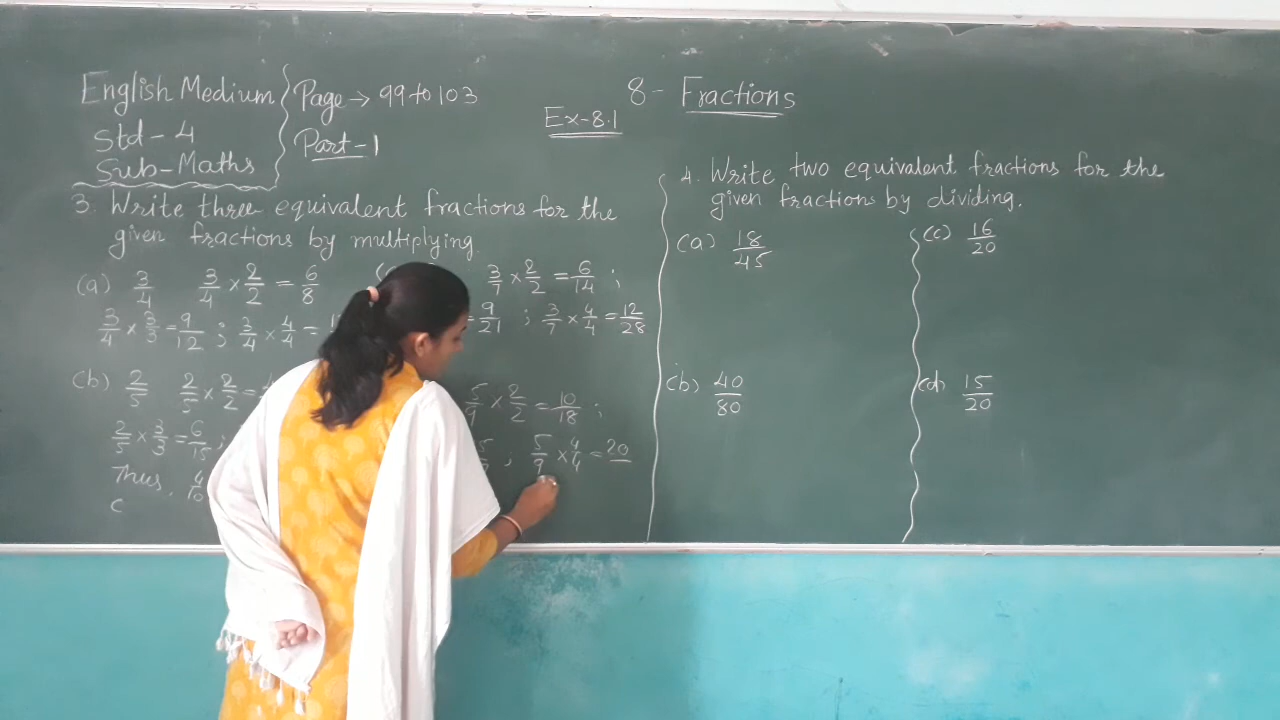 English Medium
Std - 4
Sub - Maths
Page → 99 to 103
Part - 1
8 - Fractions
Ex - 8.1
3. Write three equivalent fractions for the
given fractions by multiplying.
(a) 3/4 3/4 × 2/2 = 6/8
3/4 × 3/3 = 9/12 ; 3/4 × 4/4 =
(b) 2/5 2/5 × 2/2 =
2/5 × 3/3 = 6/15 ;
Thus, 4/10
3/7 × 2/2 = 6/14 ;
= 9/21 ; 3/7 × 4/4 = 12/28
5/9 × 2/2 = 10/18 ;
; 5/9 × 4/4 = 20
4. Write two equivalent fractions for the
given fractions by dividing.
(a) 18/45
(b) 40/80
(c) 16/20
(d) 15/20